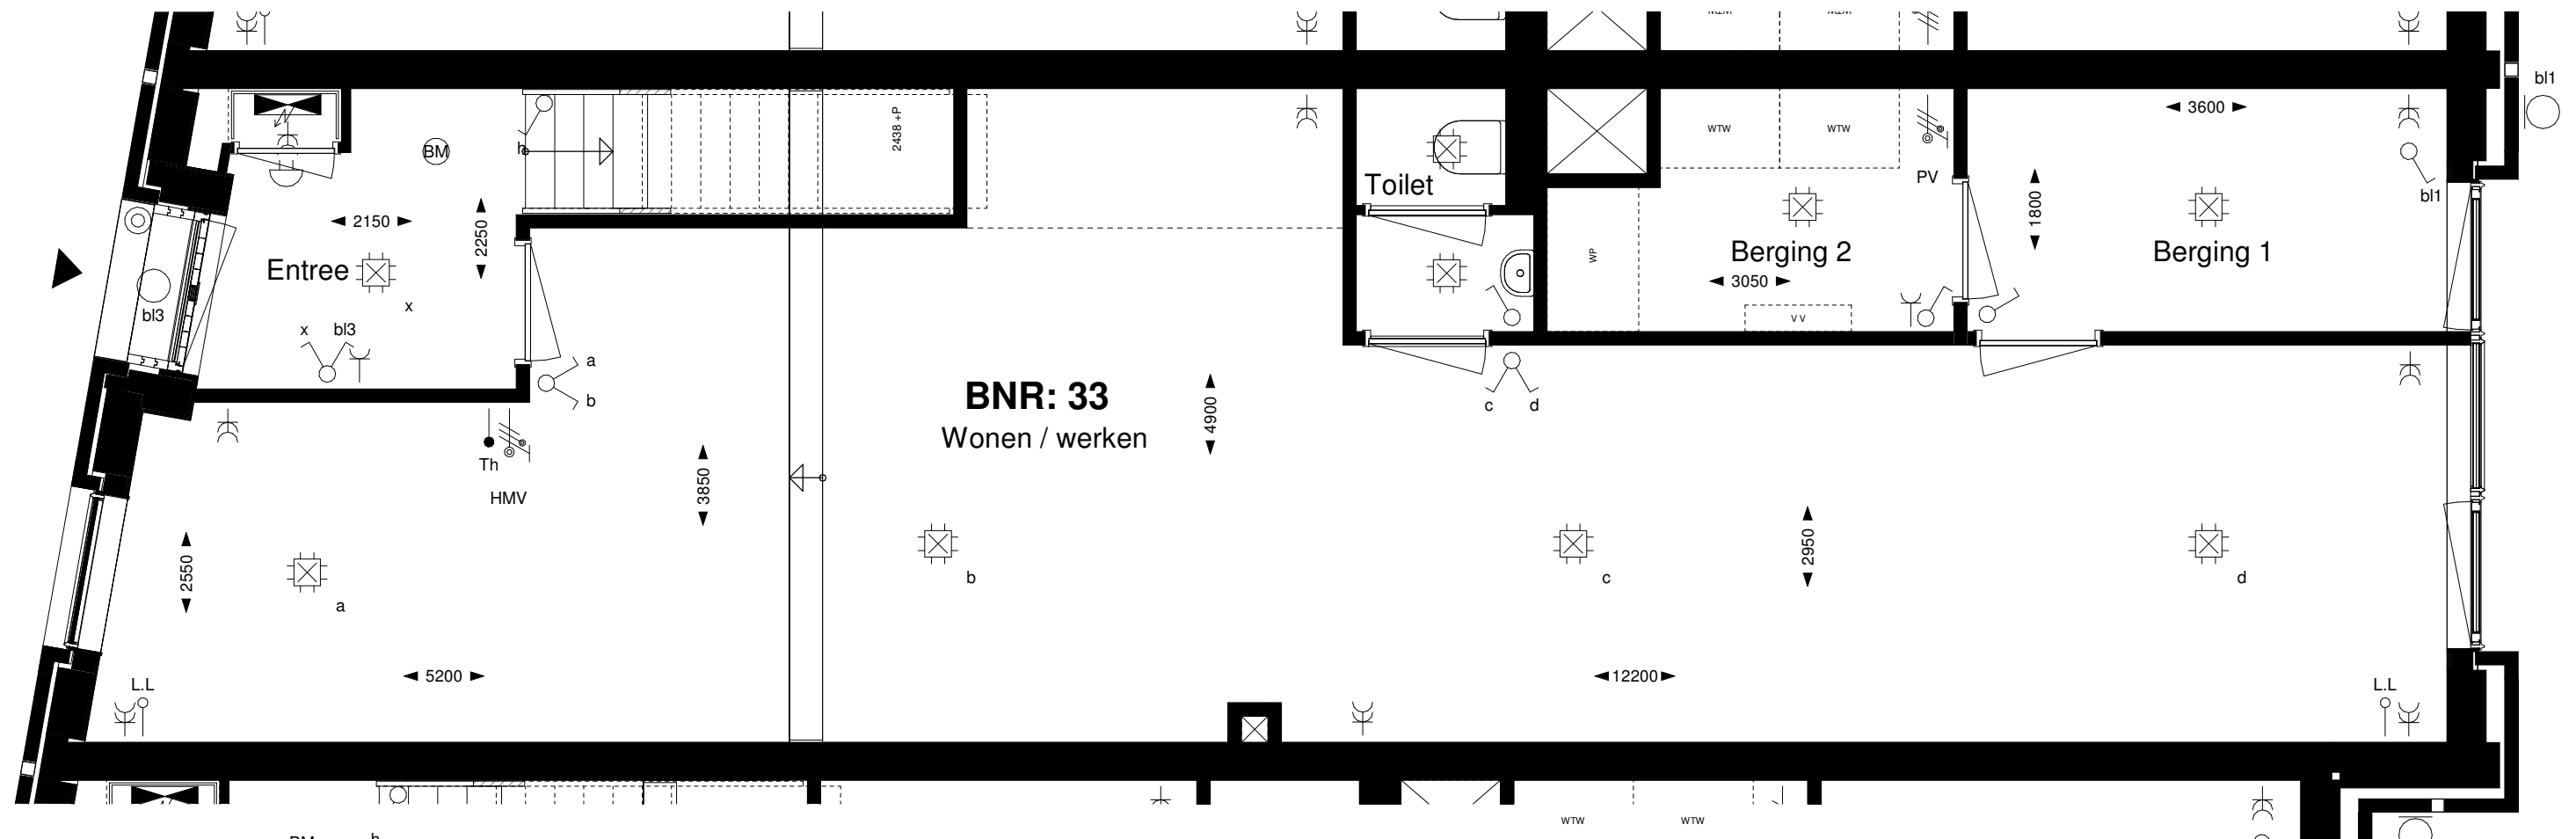 bl1
3600
2438 +P
WTW
WTW
BM
h
PV
Toilet
bl1
2150
2250
1800
Entree
Berging 2
Berging 1
WP
3050
x
bl3
V V
x
bl3
a
b
BNR: 33
Wonen / werken
4900
c
d
Th
HMV
3850
2550
2950
a
b
c
d
5200
12200
L.L
L.L
WTW
WTW
BM
h